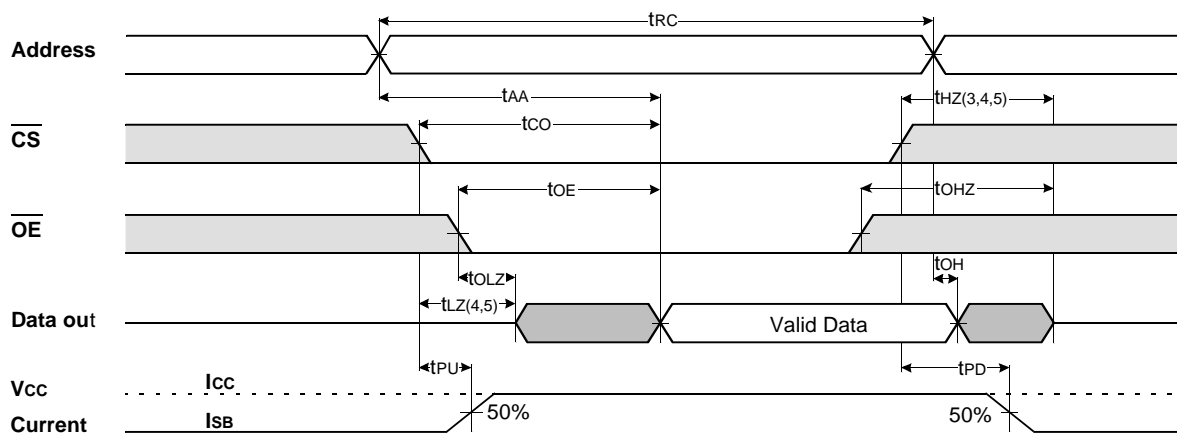 tRC
Address
tAA
tHZ(3,4,5)
tCO
CS
tOE
tOHZ
OE
tOH
tOLZ
tLZ(4,5)
Data out
Valid Data
tPU
tPD
VCC
ICC
50%
50%
Current
ISB